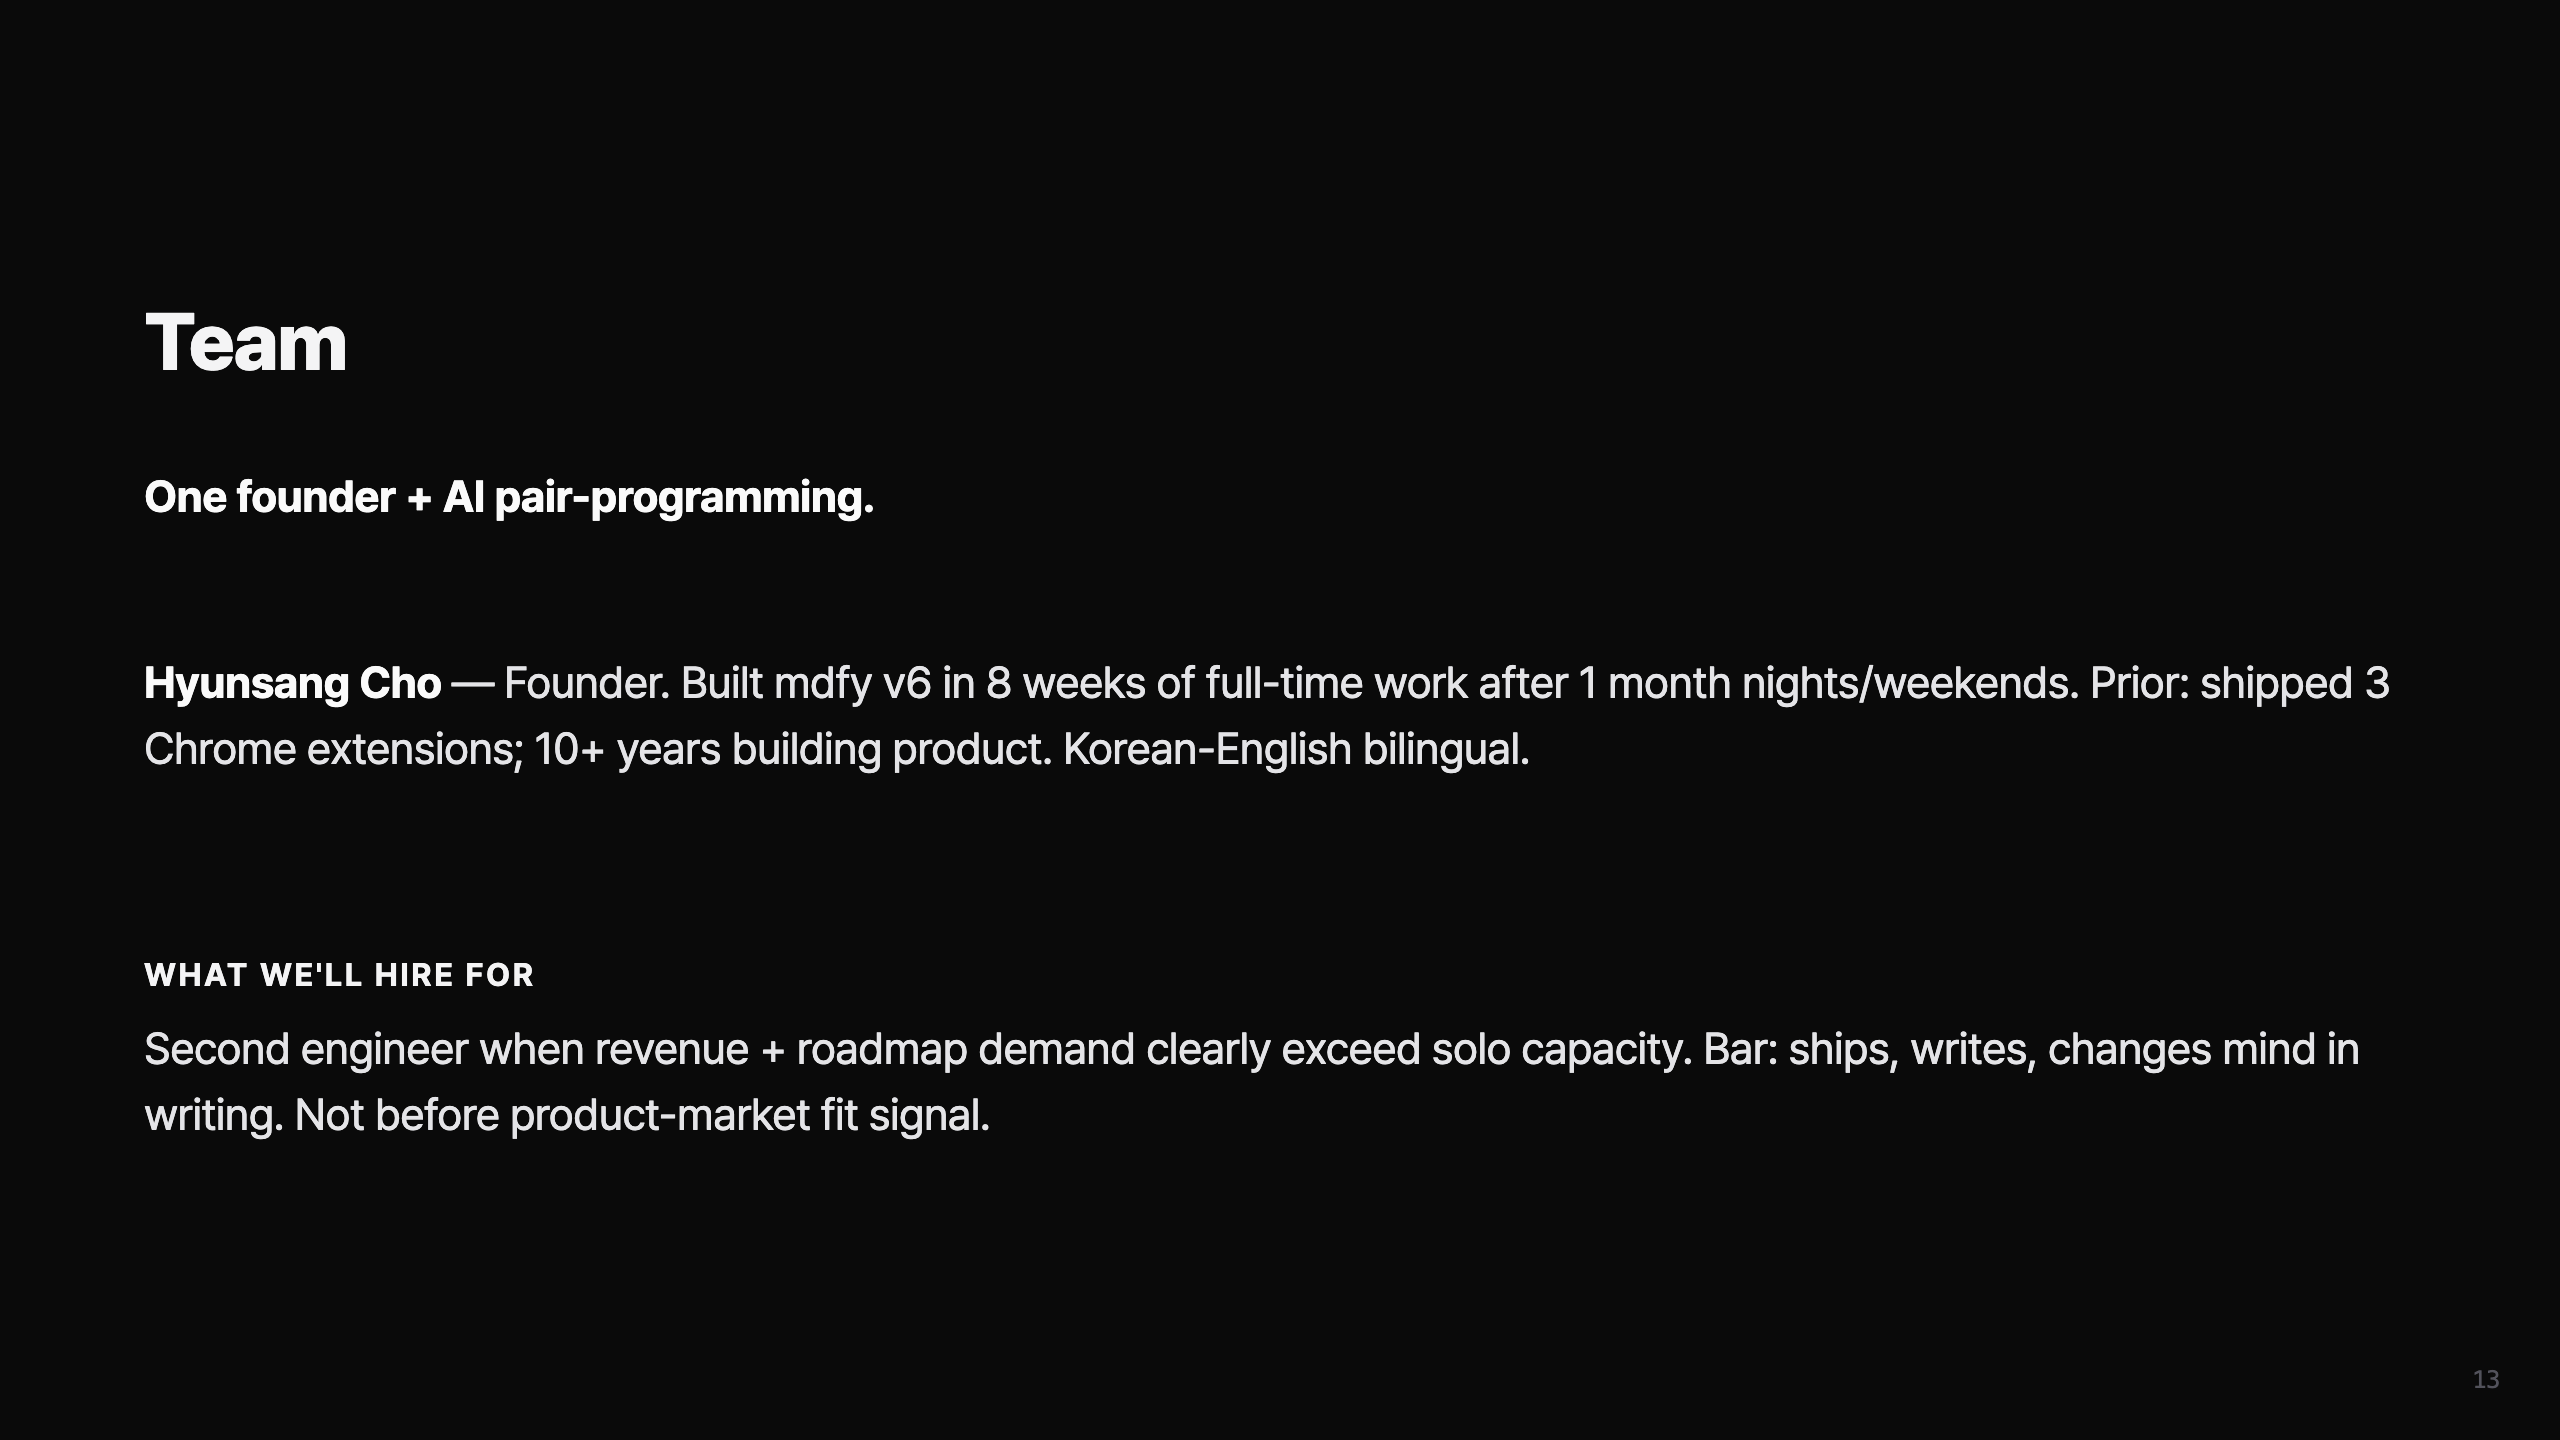 Team
One founder + AI pair-programming.
Hyunsang Cho — Founder. Built mdfy v6 in 8 weeks of full-time work after 1 month nights/weekends. Prior: shipped 3
Chrome extensions; 10+ years building product. Korean-English bilingual.
WHAT WE'LL HIRE FOR
Second engineer when revenue + roadmap demand clearly exceed solo capacity. Bar: ships, writes, changes mind in
writing. Not before product-market fit signal.
13